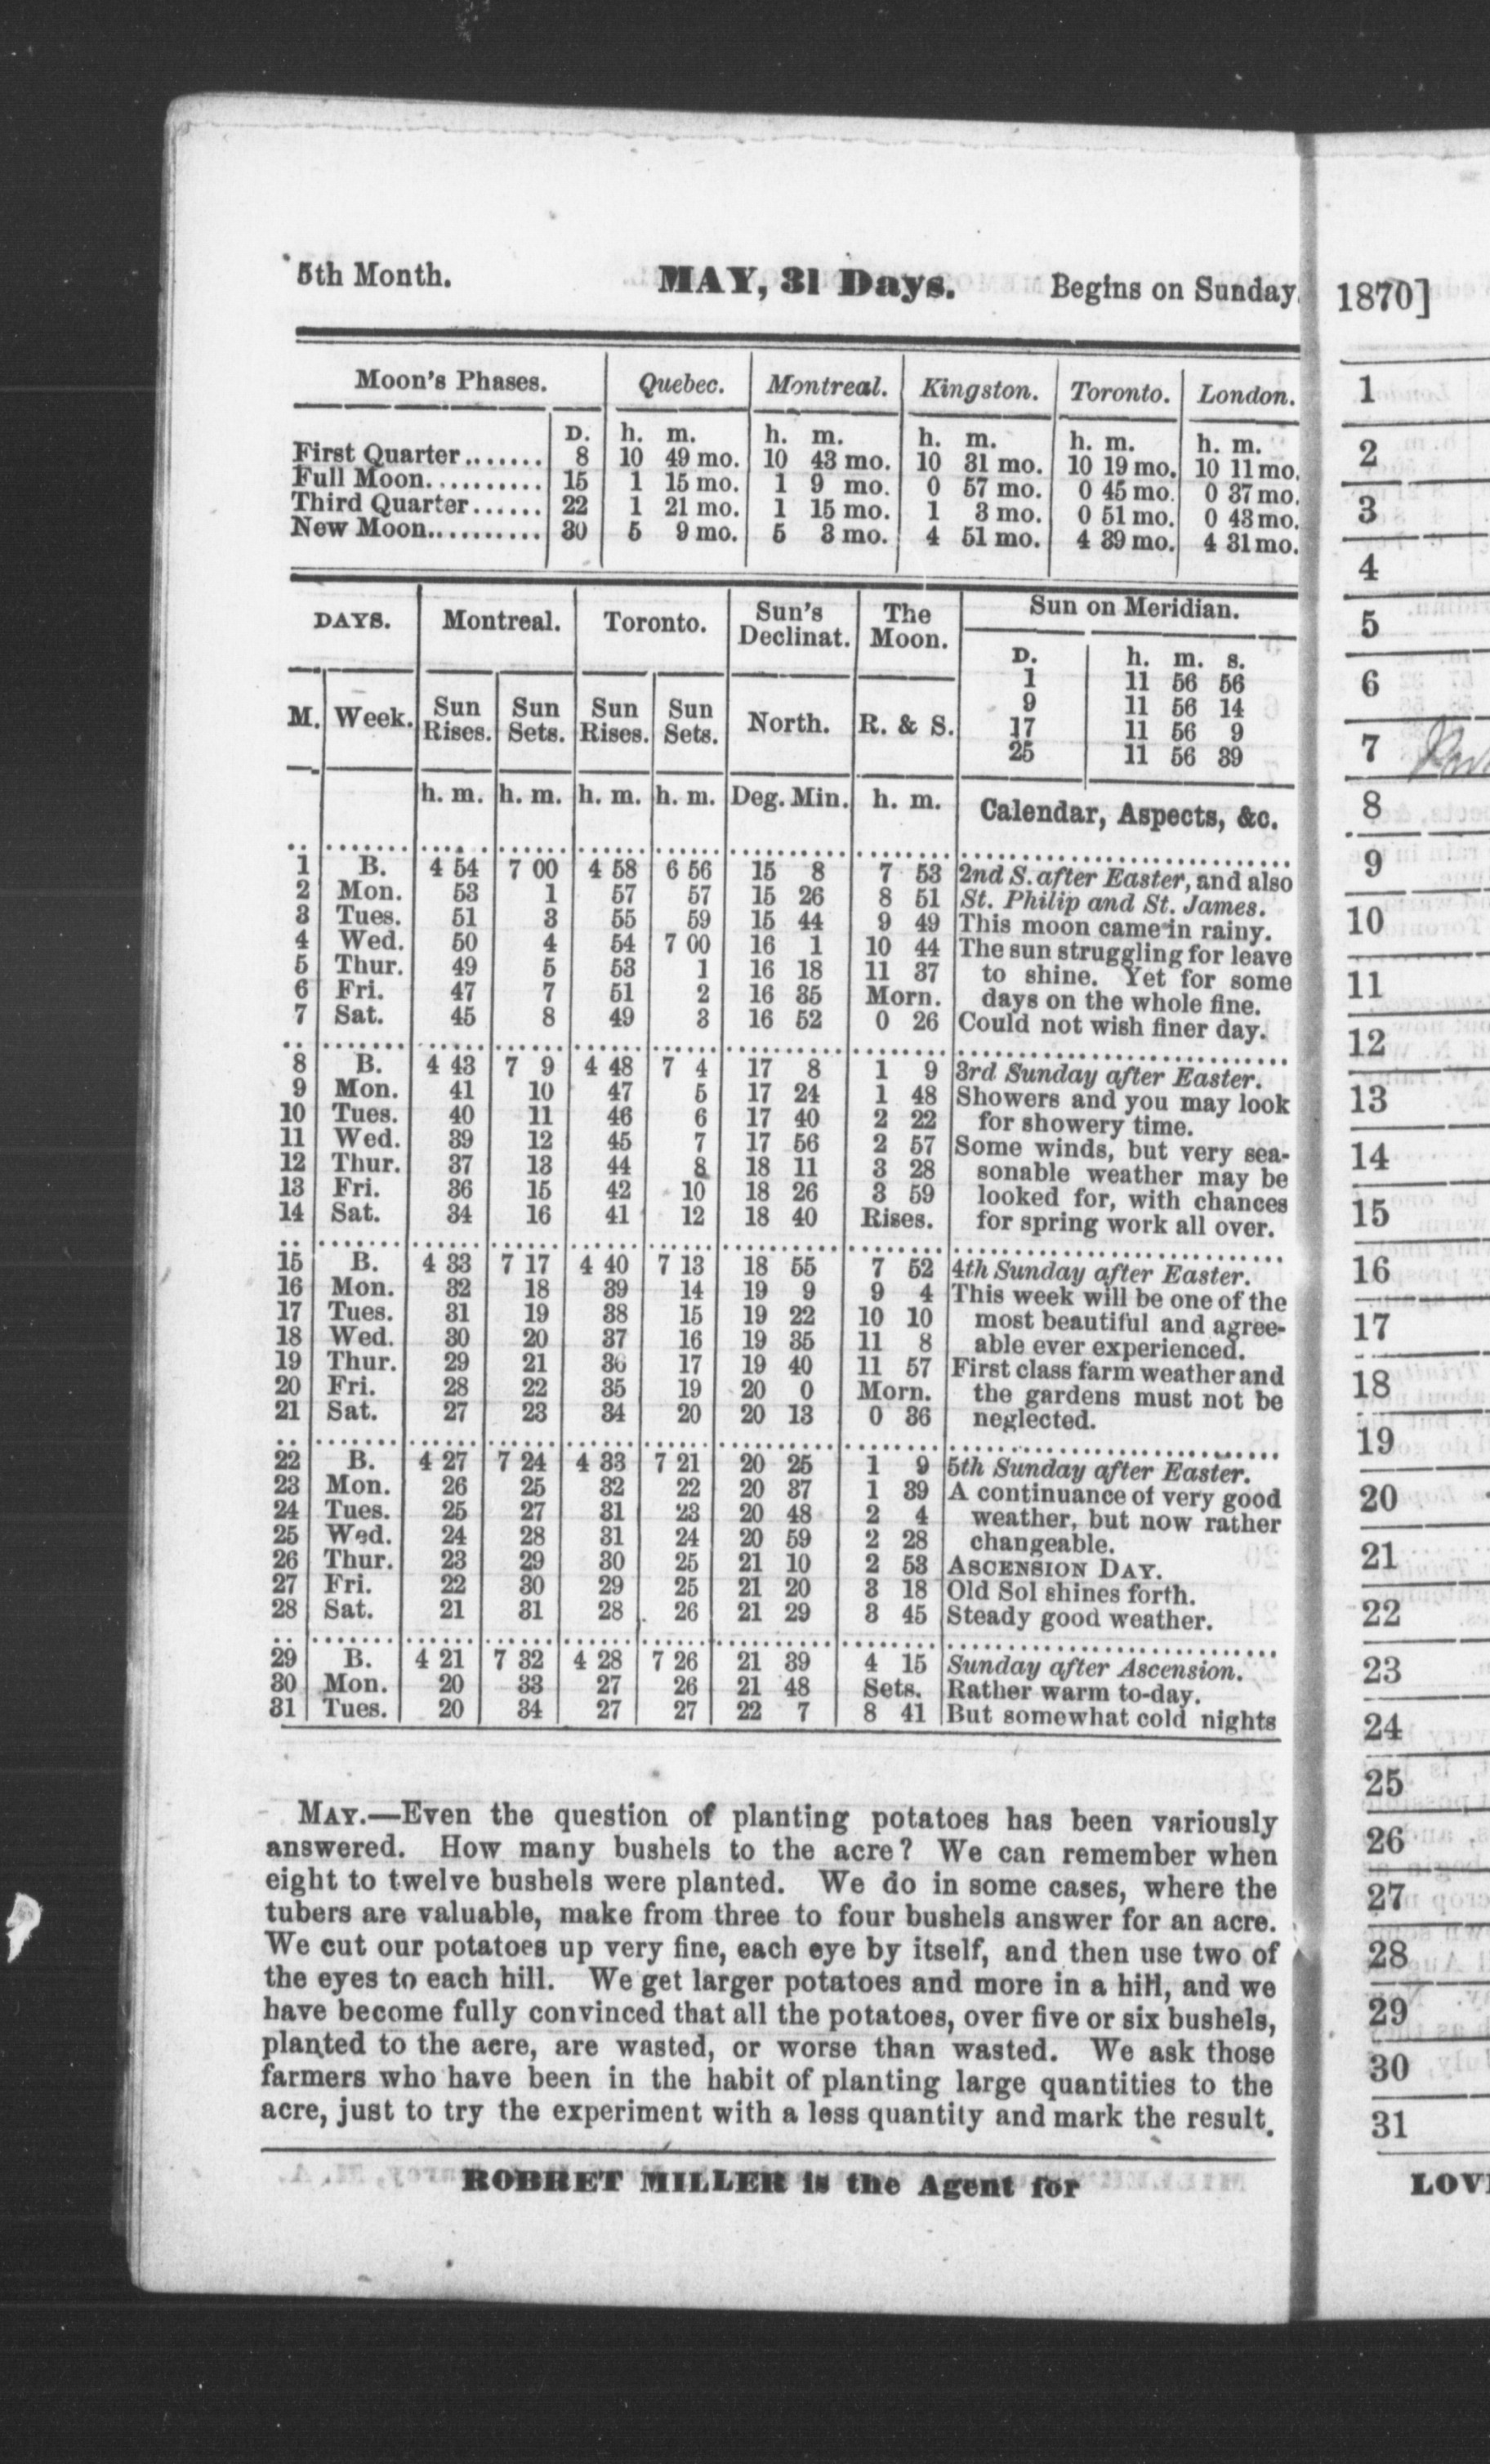 5th Month. MAY, 31 Days. Begins on Sunday.
Moon's Phases. Quebec. Montreal. Kingston. Toronto. London.
D. h. m. h. m. h. m. h. m. h. m.
First Quarter....... 8 10 49 mo. 10 43 mo. 10 31 mo. 10 19 mo. 10 11 mo.
Full Moon.......... 15 1 15 mo. 1 9 mo. 0 57 mo. 0 45 mo. 0 37 mo.
Third Quarter...... 22 1 21 mo. 1 15 mo. 1 3 mo. 0 51 mo. 0 43 mo.
New Moon.......... 30 5 9 mo. 5 3 mo. 4 51 mo. 4 39 mo. 4 31 mo.
DAYS. Montreal. Toronto. Sun's Declinat. The Moon. Sun on Meridian.
D. h. m. s.
1 11 56 56
9 11 56 14
17 11 56 9
25 11 56 39
M. Week. Sun Rises. Sun Sets. Sun Rises. Sun Sets. North. R. & S.
h. m. h. m. h. m. h. m. Deg. Min. h. m. Calendar, Aspects, &c.
1 B. 4 54 7 00 4 58 6 56 15 8 7 53 2nd S. after Easter, and also
2 Mon. 53 1 57 57 15 26 8 51 St. Philip and St. James.
3 Tues. 51 3 55 59 15 44 9 49 This moon came in rainy.
4 Wed. 50 4 54 7 00 16 1 10 44 The sun struggling for leave
5 Thur. 49 5 53 1 16 18 11 37 to shine. Yet for some
6 Fri. 47 7 51 2 16 35 Morn. days on the whole fine.
7 Sat. 45 8 49 3 16 52 0 26 Could not wish finer day.
8 B. 4 43 7 9 4 48 7 4 17 8 1 9 3rd Sunday after Easter.
9 Mon. 41 10 47 5 17 24 1 48 Showers and you may look
10 Tues. 40 11 46 6 17 40 2 22 for showery time.
11 Wed. 39 12 45 7 17 56 2 57 Some winds, but very sea-
12 Thur. 37 13 44 8 18 11 3 28 sonable weather may be
13 Fri. 36 15 42 10 18 26 3 59 looked for, with chances
14 Sat. 34 16 41 12 18 40 Rises. for spring work all over.
15 B. 4 33 7 17 4 40 7 13 18 55 7 52 4th Sunday after Easter.
16 Mon. 32 18 39 14 19 9 9 4 This week will be one of the
17 Tues. 31 19 38 15 19 22 10 10 most beautiful and agree-
18 Wed. 30 20 37 16 19 35 11 8 able ever experienced.
19 Thur. 29 21 36 17 19 40 11 57 First class farm weather and
20 Fri. 28 22 35 19 20 0 Morn. the gardens must not be
21 Sat. 27 23 34 20 20 13 0 36 neglected.
22 B. 4 27 7 24 4 33 7 21 20 25 1 9 5th Sunday after Easter.
23 Mon. 26 25 32 22 20 37 1 39 A continuance of very good
24 Tues. 25 27 31 23 20 48 2 4 weather, but now rather
25 Wed. 24 28 31 24 20 59 2 28 changeable.
26 Thur. 23 29 30 25 21 10 2 53 ASCENSION DAY.
27 Fri. 22 30 29 25 21 20 3 18 Old Sol shines forth.
28 Sat. 21 31 28 26 21 29 3 45 Steady good weather.
29 B. 4 21 7 32 4 28 7 26 21 39 4 15 Sunday after Ascension.
30 Mon. 20 33 27 26 21 48 Sets. Rather warm to-day.
31 Tues. 20 34 27 27 22 7 8 41 But somewhat cold nights
MAY.—Even the question of planting potatoes has been variously
answered. How many bushels to the acre? We can remember when
eight to twelve bushels were planted. We do in some cases, where the
tubers are valuable, make from three to four bushels answer for an acre.
We cut our potatoes up very fine, each eye by itself, and then use two of
the eyes to each hill. We get larger potatoes and more in a hill, and we
have become fully convinced that all the potatoes, over five or six bushels,
planted to the acre, are wasted, or worse than wasted. We ask those
farmers who have been in the habit of planting large quantities to the
acre, just to try the experiment with a less quantity and mark the result.
ROBRET MILLER is the Agent for
1870]
1
2
3
4
5
6
7
8
9
10
11
12
13
14
15
16
17
18
19
20
21
22
23
24
25
26
27
28
29
30
31